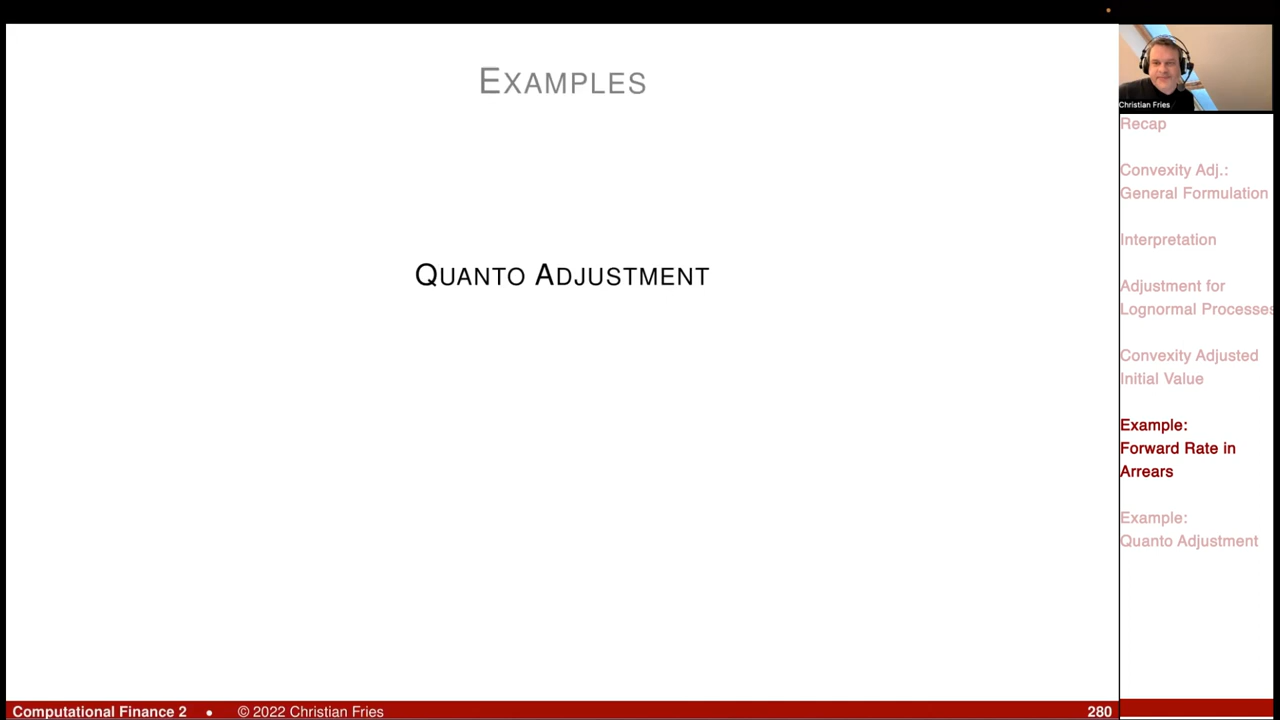 EXAMPLES
QUANTO ADJUSTMENT
Christian Fries
Recap
Convexity Adj.:
General Formulation
Interpretation
Adjustment for
Lognormal Processes
Convexity Adjusted
Initial Value
Example:
Forward Rate in
Arrears
Example:
Quanto Adjustment
Computational Finance 2 • © 2022 Christian Fries 280